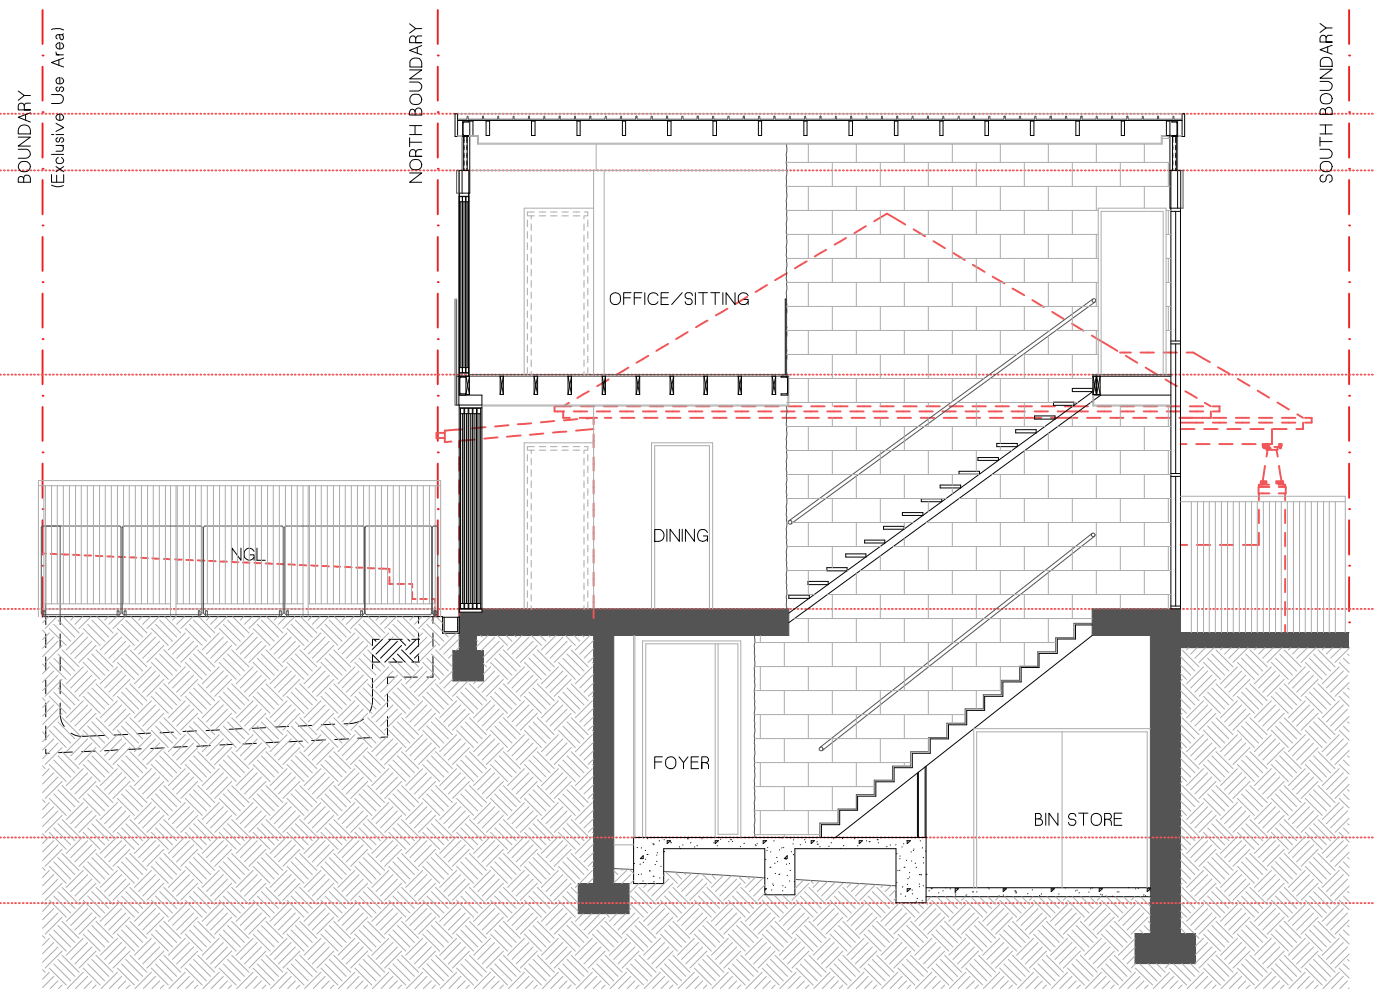 BOUNDARY
(Exclusive Use Area)
NORTH BOUNDARY
SOUTH BOUNDARY
OFFICE/SITTING
DINING
NGL
FOYER
BIN STORE